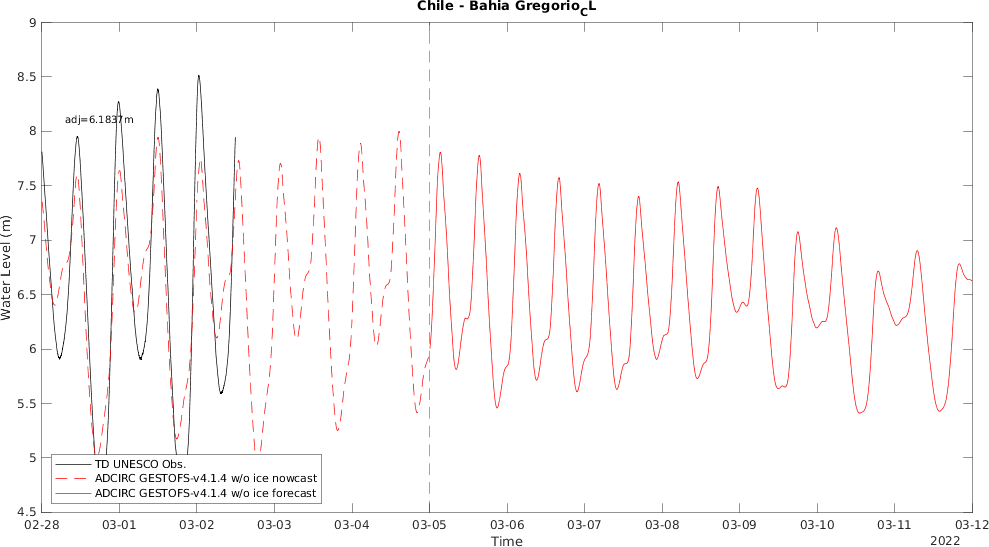 Chile - Bahia Gregorio_CL
9
8.5
8
7.5
7
6.5
6
5.5
5
4.5
Water Level (m)
adj=6.1837m
TD UNESCO Obs.
ADCIRC GESTOFS-v4.1.4 w/o ice nowcast
ADCIRC GESTOFS-v4.1.4 w/o ice forecast
02-28 03-01 03-02 03-03 03-04 03-05 03-06 03-07 03-08 03-09 03-10 03-11 03-12
Time
2022